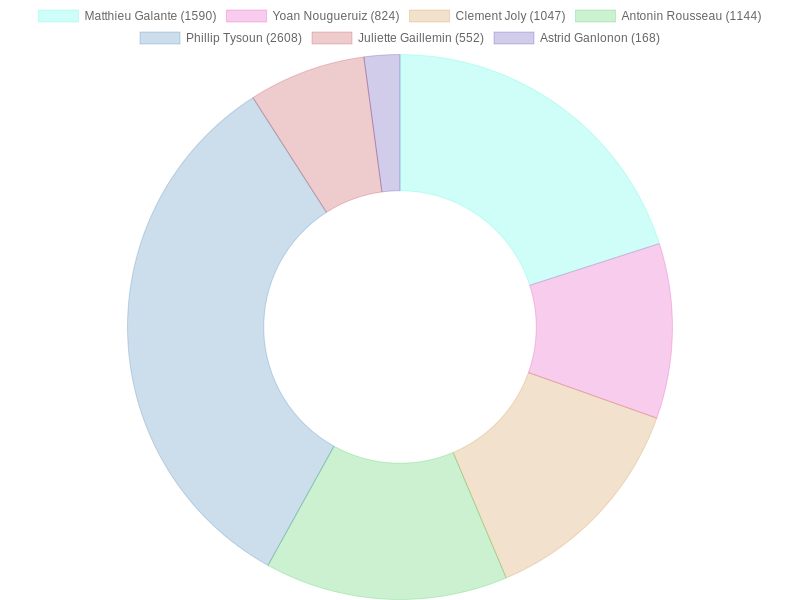 Matthieu Galante (1590) Yoan Nougueruiz (824) Clement Joly (1047) Antonin Rousseau (1144)
Phillip Tysoun (2608) Juliette Gaillemin (552) Astrid Ganlonon (168)